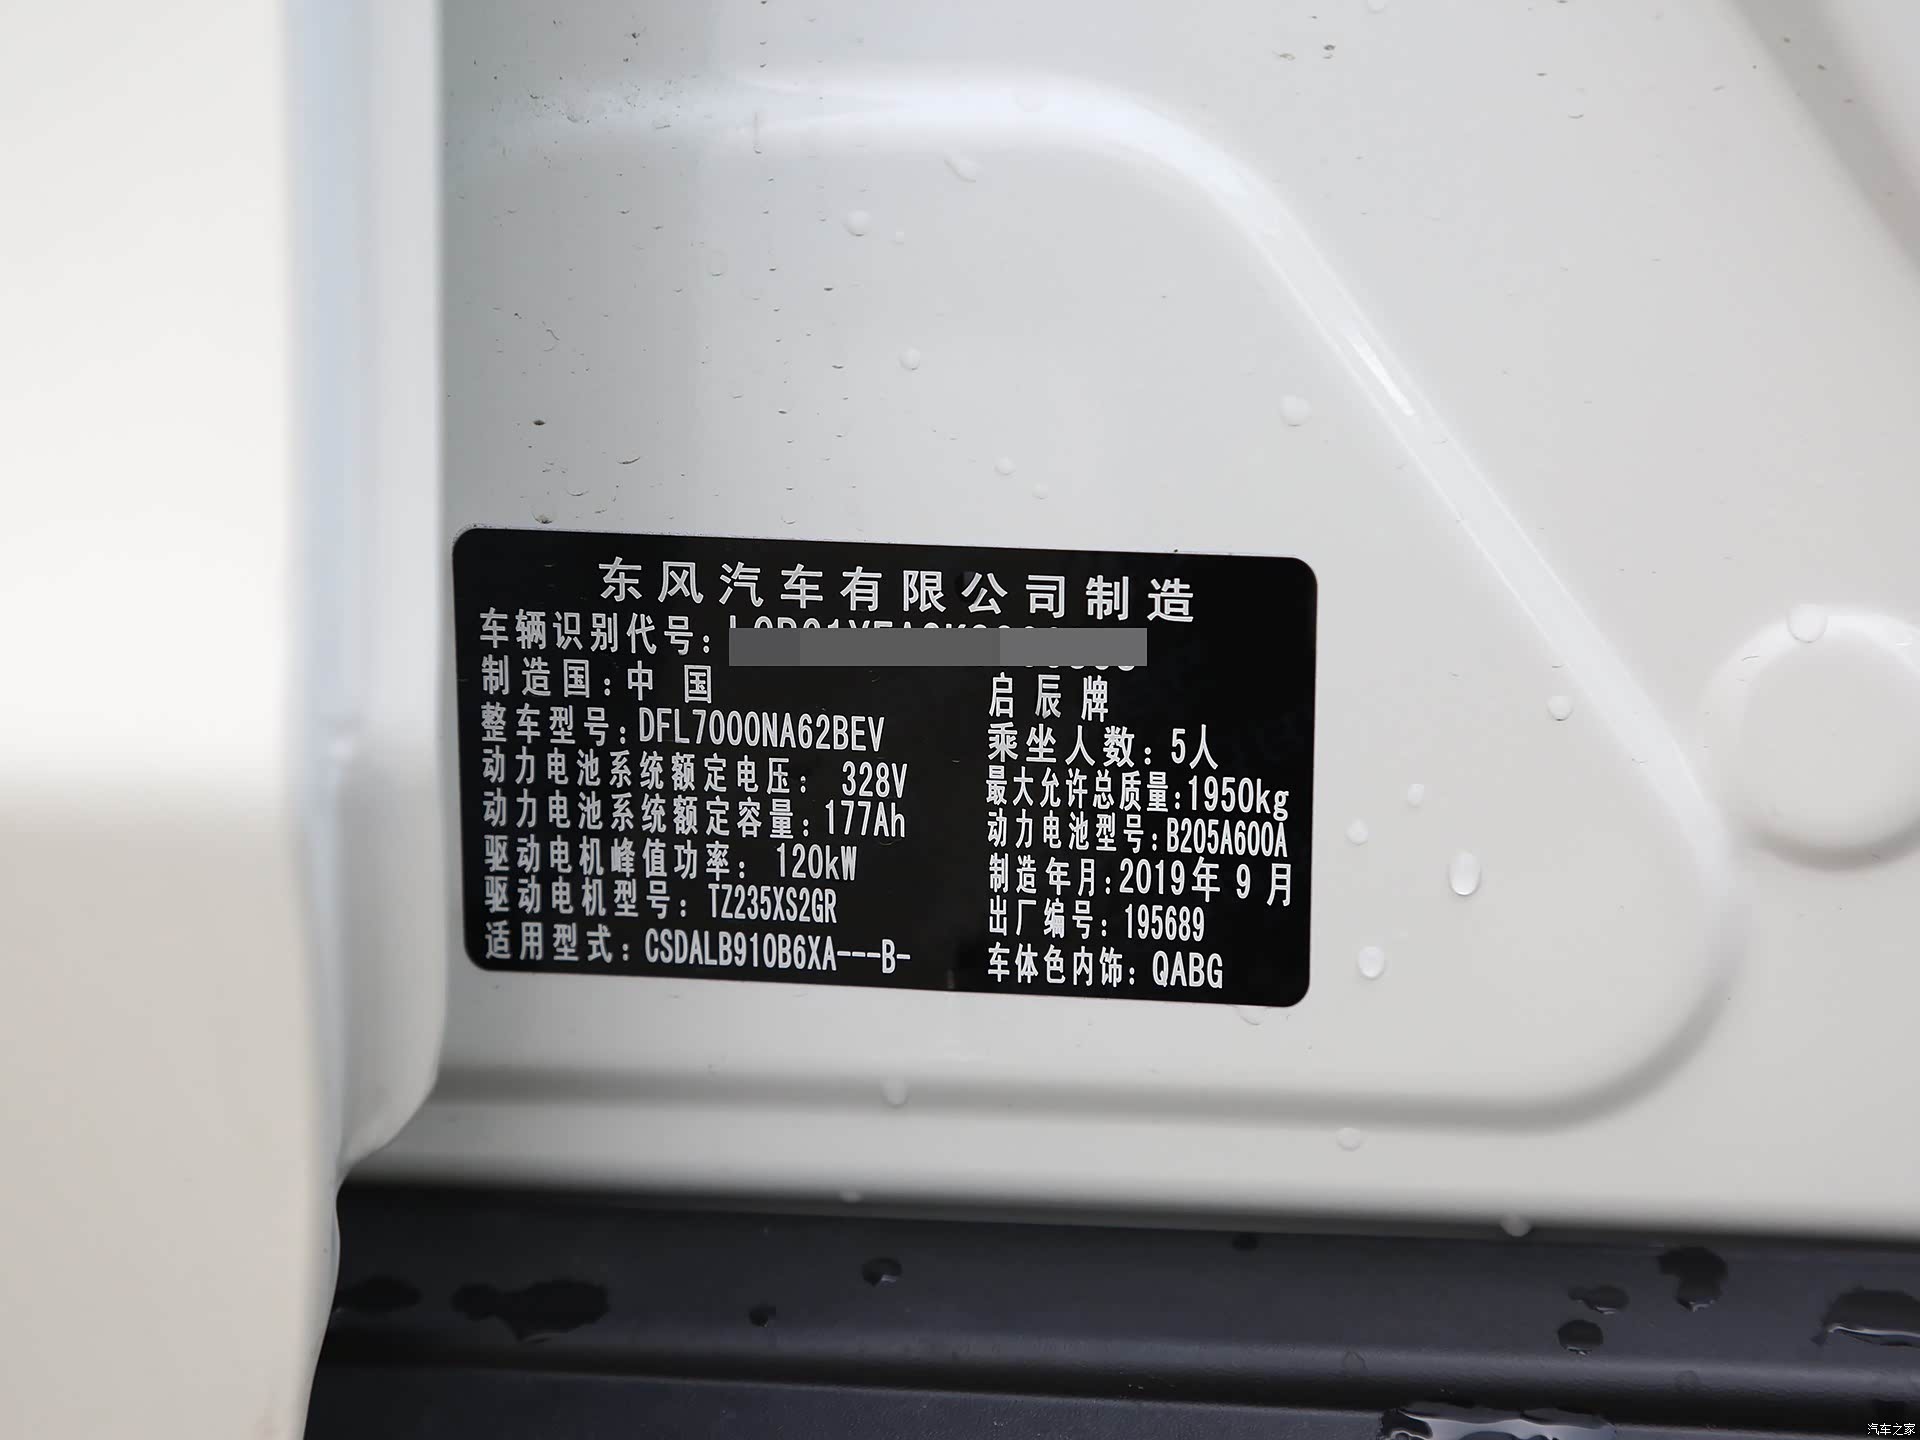 东风汽车有限公司制造
车辆识别代号:
制造国:中 国 启辰牌
整车型号:DFL7000NA62BEV 乘坐人数:5人
动力电池系统额定电压: 328V 最大允许总质量:1950kg
动力电池系统额定容量:177Ah 动力电池型号:B205A600A
驱动电机峰值功率: 120kW 制造年月:2019年 9 月
驱动电机型号: TZ235XS2GR 出厂编号: 195689
适用型式:CSDALB910B6XA---B- 车体色内饰: QABG
汽车之家